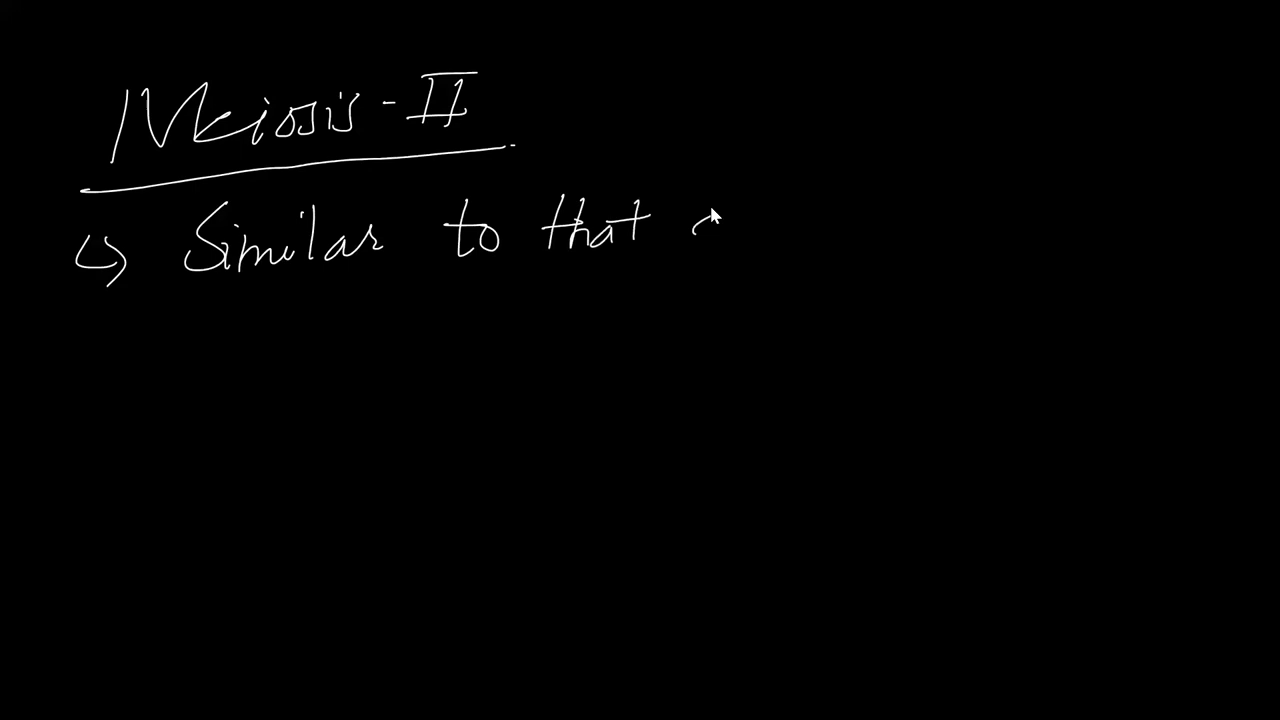 Meiosis-II
↪ Similar to that